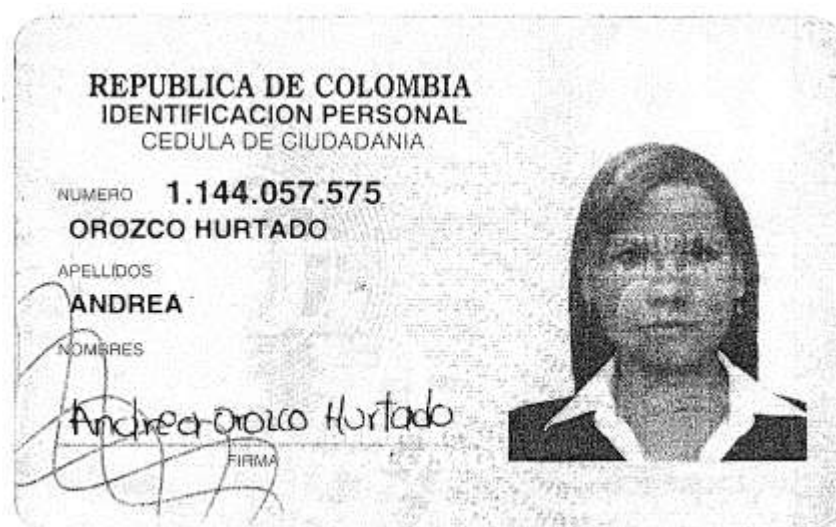 REPUBLICA DE COLOMBIA
IDENTIFICACION PERSONAL
CEDULA DE CIUDADANIA
NUMERO 1.144.057.575
OROZCO HURTADO
APELLIDOS
ANDREA
NOMBRES
Andrea Orozco Hurtado
FIRMA